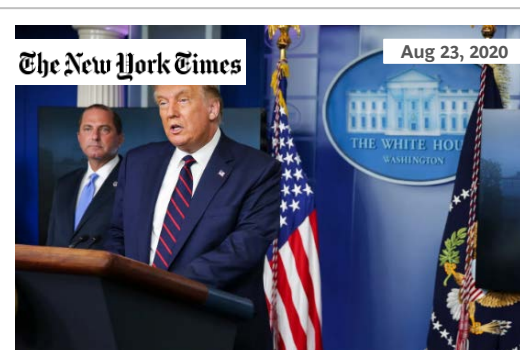 The New York Times
Aug 23, 2020
THE WHITE HOU
WASHINGTON